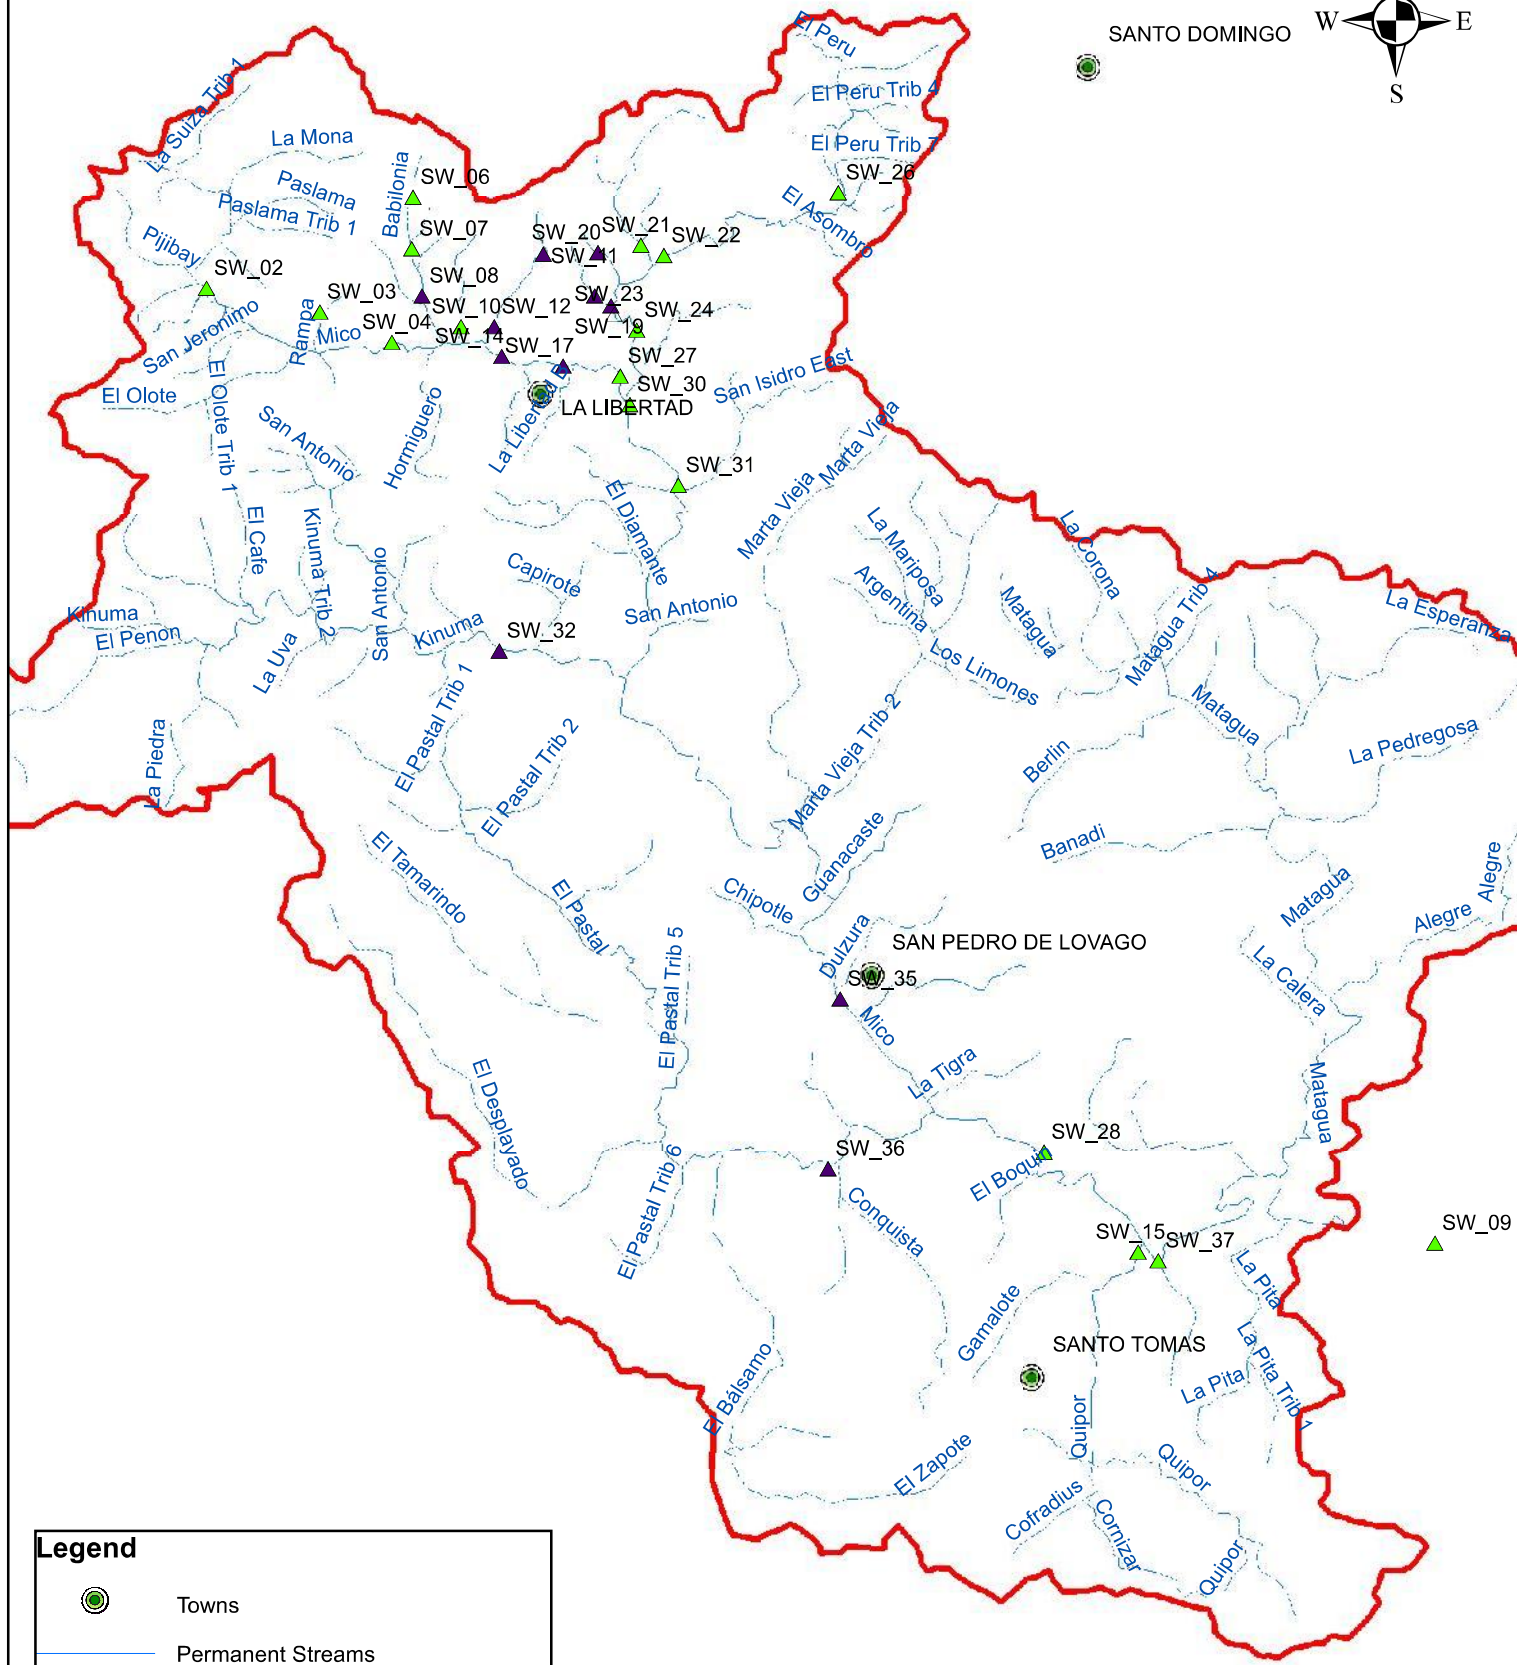 El Peru
SANTO DOMINGO
W
E
S
La Suiza Trib 1
El Peru Trib 4
La Mona
El Peru Trib 7
Babilonia
SW_06
SW_26
Paslama
Paslama Trib 1
El Asombro
Pijibay
SW_07
SW_20
SW_21
SW_22
SW_11
SW_02
SW_08
SW_03
SW_23
San Jeronimo
Rampa
Mico
SW_04
SW_10
SW_12
SW_19
SW_24
SW_14
SW_17
SW_27
San Isidro East
El Olote
SW_30
LA LIBERTAD
El Olote Trib 1
San Antonio
Hormiguero
Marta Vieja
SW_31
Marta Vieja
El Cafe
Kinuma Trib 2
El Diamante
La Mariposa
La Corona
San Antonio
Capirote
Argentina
Matagua
Matagua Trib 4
La Esperanza
Kinuma
El Penon
San Antonio
Kinuma
SW_32
La Uva
Los Limones
El Pastal Trib 1
Matagua
La Piedra
El Pastal Trib 2
Marta Vieja Trib 2
Berlin
La Pedregosa
El Tamarindo
Guanacaste
Banadi
Alegre
El Pastal
Chipotle
Matagua
Alegre
El Pastal Trib 5
Dulzura
SAN PEDRO DE LOVAGO
La Calera
SW_35
Mico
El Desplayado
La Tigra
Matagua
SW_28
SW_36
El Pastal Trib 6
El Boquin
Conquista
SW_09
SW_15
SW_37
La Pita
Gamalote
SANTO TOMAS
La Pita Trib 1
El Bálsamo
La Pita
Quipor
El Zapote
Quipor
Cofradius
Cornizar
Quipor
Legend
Towns
Permanent Streams